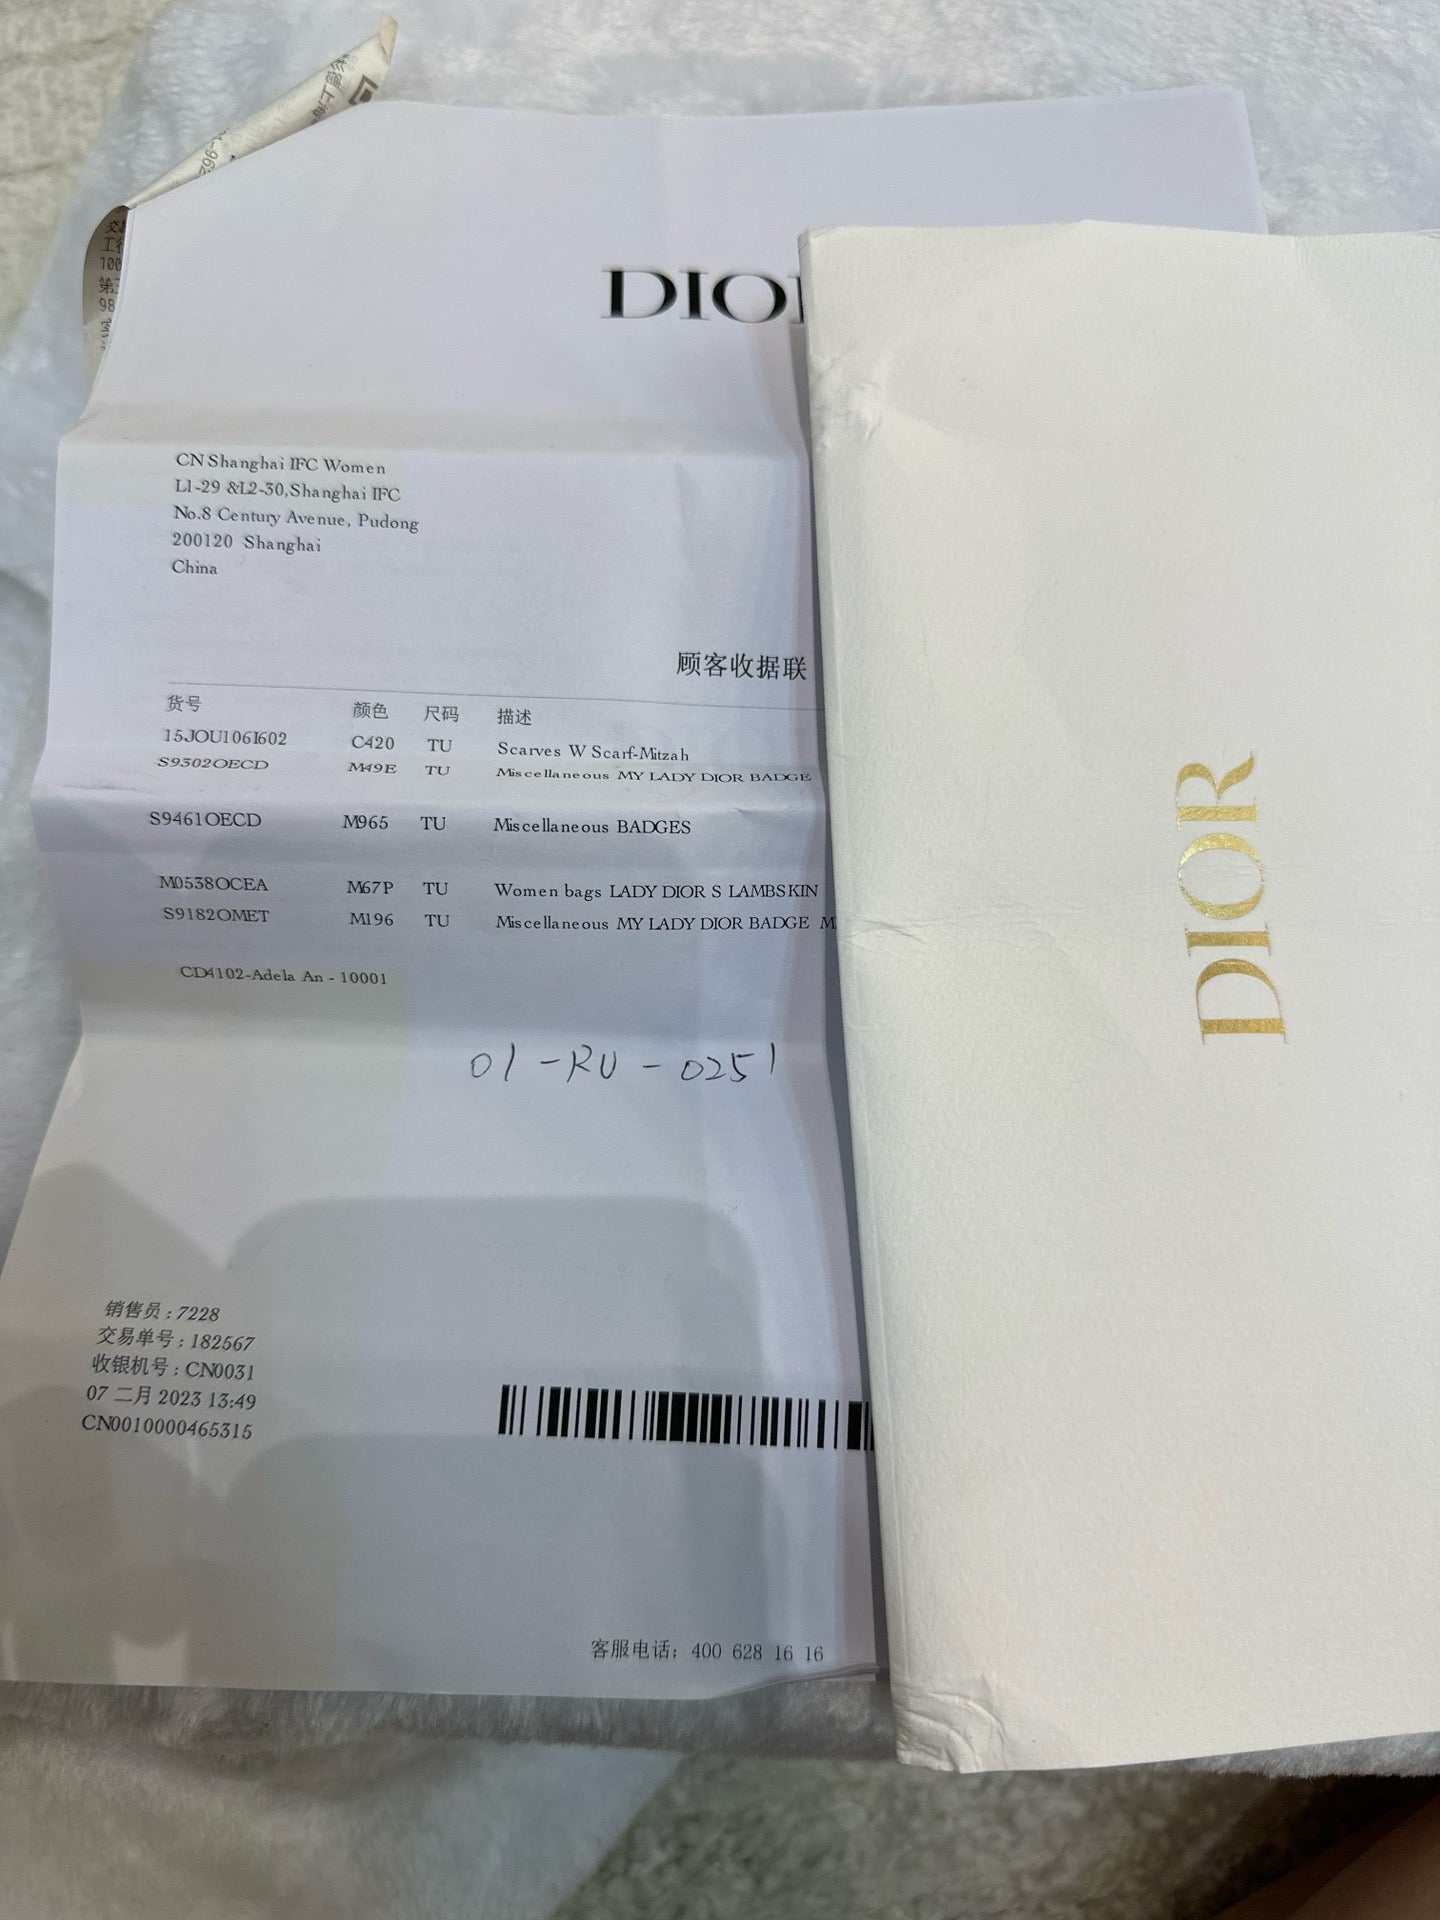 DIO
CN Shanghai IFC Women
L1-29 &L2-30,Shanghai IFC
No.8 Century Avenue, Pudong
200120 Shanghai
China
顾客收据联
货号 颜色 尺码 描述
15JOU106I602 C420 TU Scarves W Scarf-Mitzah
S9302OECD M49E TU Miscellaneous MY LADY DIOR BADGE
S9461OECD M965 TU Miscellaneous BADGES
M0538OCEA M67P TU Women bags LADY DIOR S LAMBSKIN
S9182OMET M196 TU Miscellaneous MY LADY DIOR BADGE M
CD4102-Adela An - 10001
01-RU-0251
销售员 : 7228
交易单号 : 182567
收银机号 : CN0031
07 二月 2023 13:49
CN0010000465315
客服电话: 400 628 16 16
DIOR